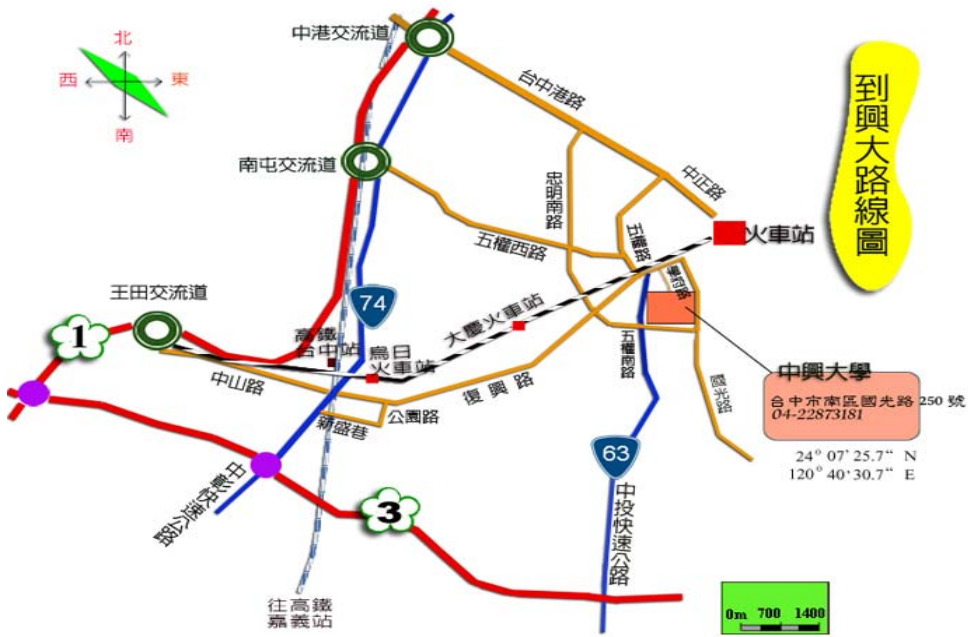 中港交流道
北
西
東
南
台中港路
到興大路線圖
南屯交流道
忠明南路
中正路
五權西路
五權路
火車站
學府路
王田交流道
74
1
高鐵
台中站
烏日
火車站
大慶火車站
五權南路
中山路
復興路
國光路
中興大學
台中市南區國光路250 號
04-22873181
公園路
新盛巷
24° 07' 25.7" N
120° 40' 30.7" E
63
中彰快速公路
3
中投快速公路
往高鐵
嘉義站
0m 700 1400